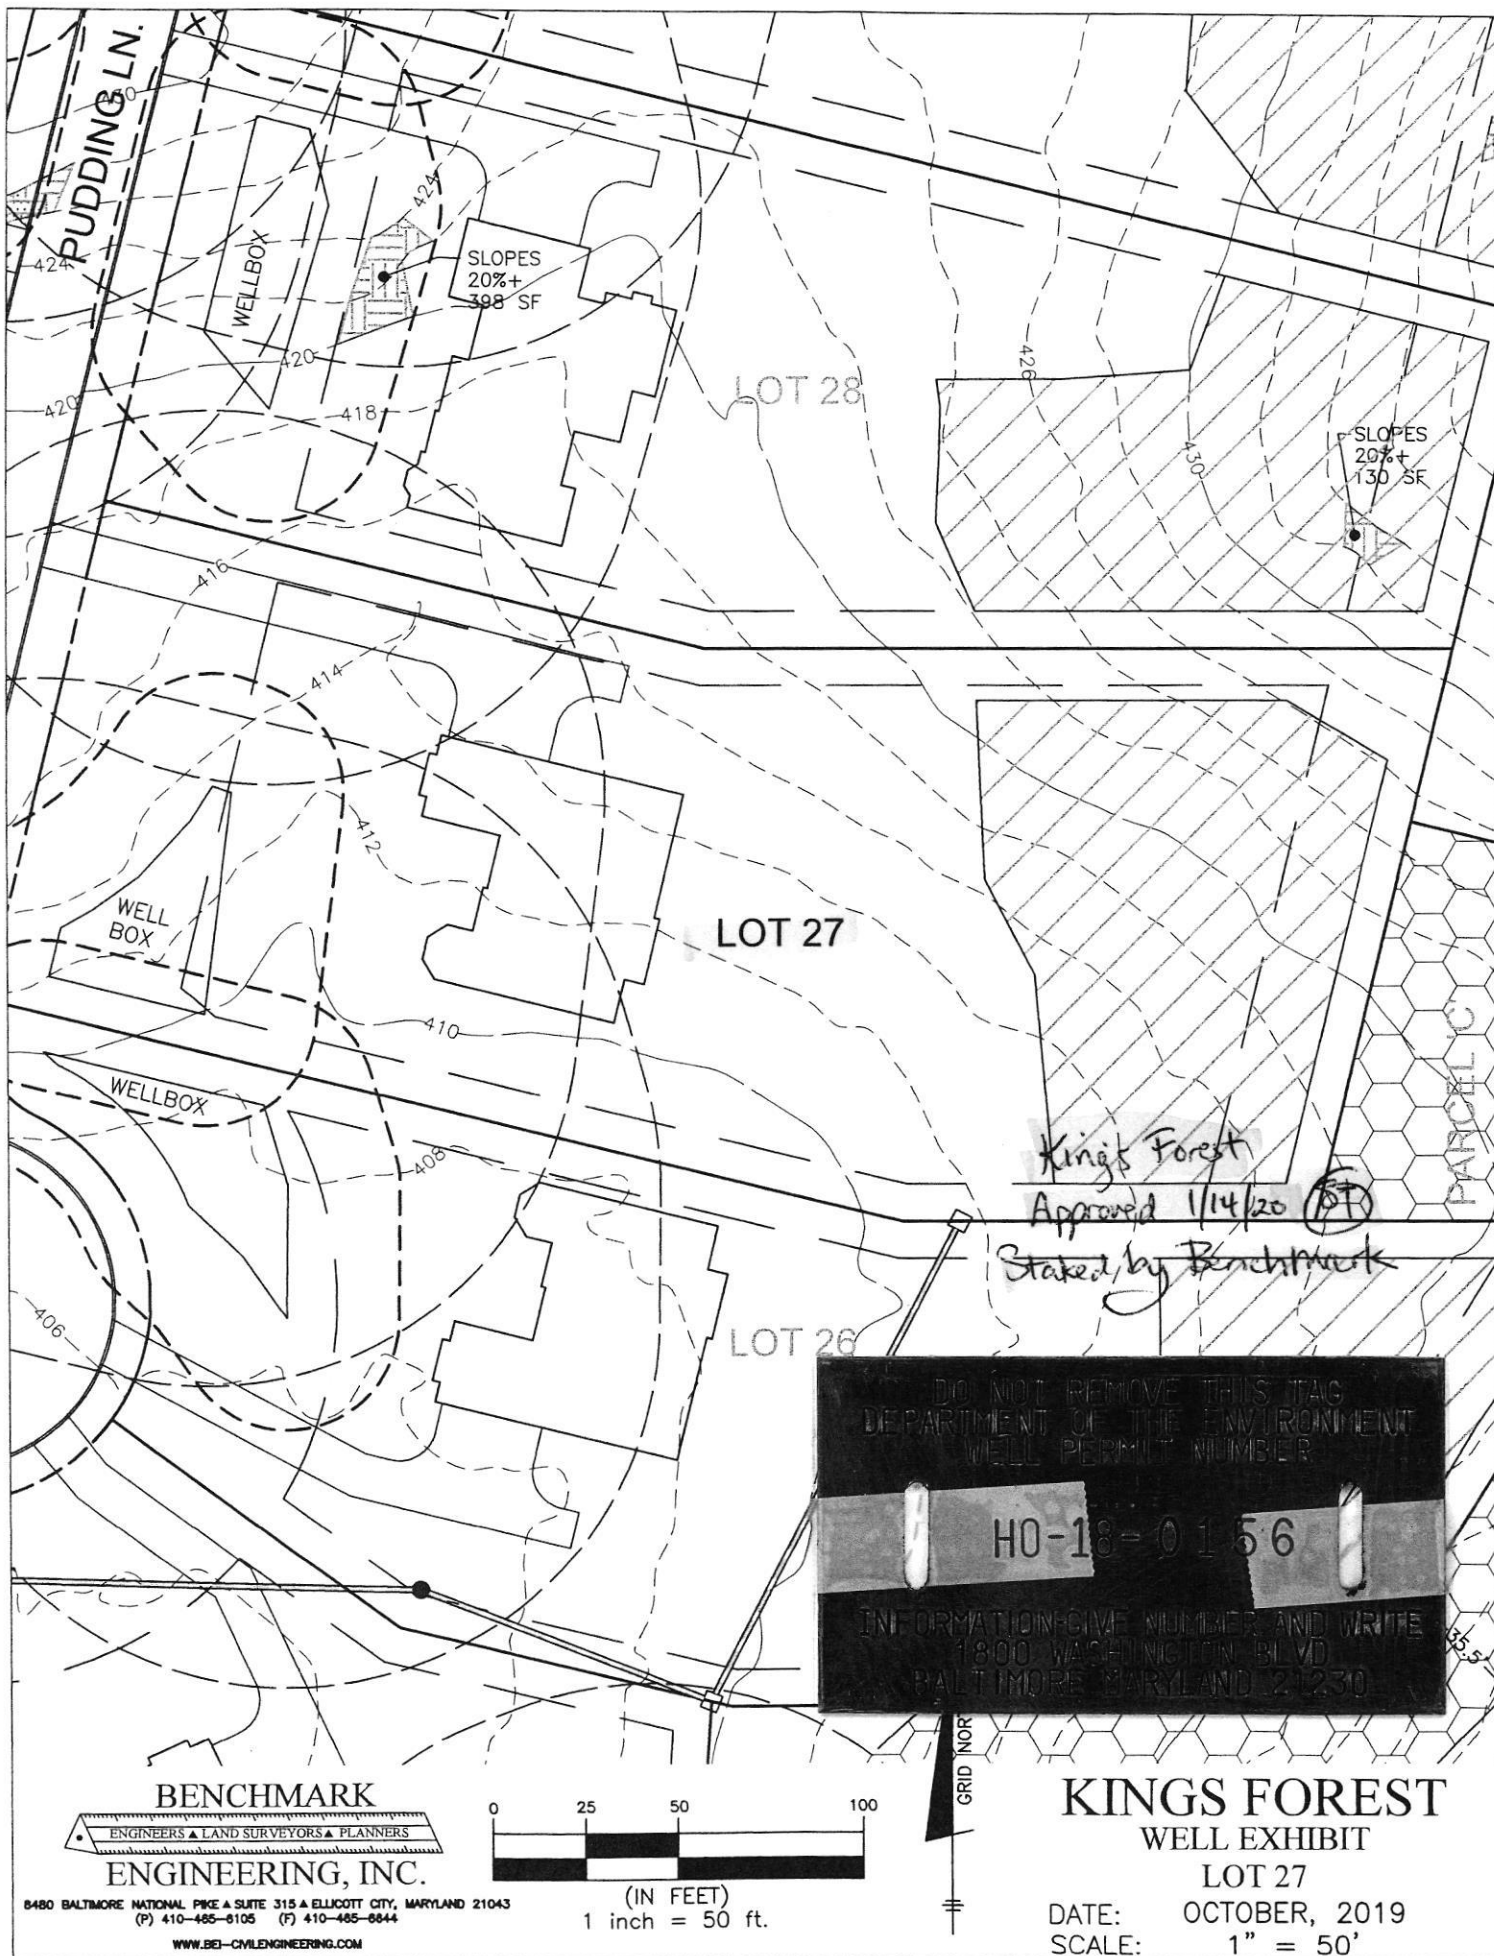 PUDDING LN.
430
424
424
WELLBOX
SLOPES
20%+
398 SF
420
420
418
LOT 28
426
430
SLOPES
20%+
130 SF
416
414
412
WELL
BOX
LOT 27
410
WELLBOX
408
PARCEL 'C'
King's Forest
Approved 1/14/20
Staked by Benchmark
406
LOT 26
DO NOT REMOVE THIS TAG
DEPARTMENT OF THE ENVIRONMENT
WELL PERMIT NUMBER
HO-18-0156
INFORMATION-GIVE NUMBER AND WRITE
1800 WASHINGTON BLVD
BALTIMORE MARYLAND 21230
35.5
GRID NOR
BENCHMARK
ENGINEERS ▲ LAND SURVEYORS ▲ PLANNERS
ENGINEERING, INC.
8480 BALTIMORE NATIONAL PIKE ▲ SUITE 315 ▲ ELLICOTT CITY, MARYLAND 21043
(P) 410-465-6105 (F) 410-465-6644
WWW.BEI-CIVILENGINEERING.COM
0 25 50 100
(IN FEET)
1 inch = 50 ft.
KINGS FOREST
WELL EXHIBIT
LOT 27
DATE: OCTOBER, 2019
SCALE: 1" = 50'